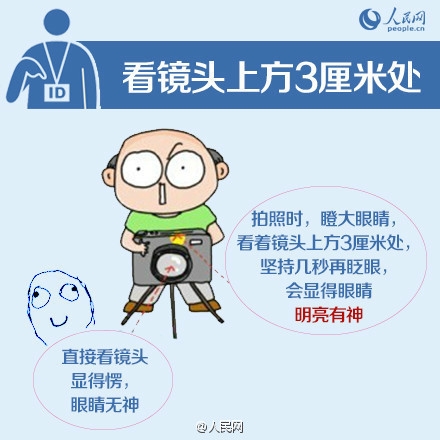 人民网
people.cn
ID
看镜头上方3厘米处
拍照时，瞪大眼睛，
看着镜头上方3厘米处，
坚持几秒再眨眼，
会显得眼睛
明亮有神
直接看镜头
显得愣，
眼睛无神
@人民网